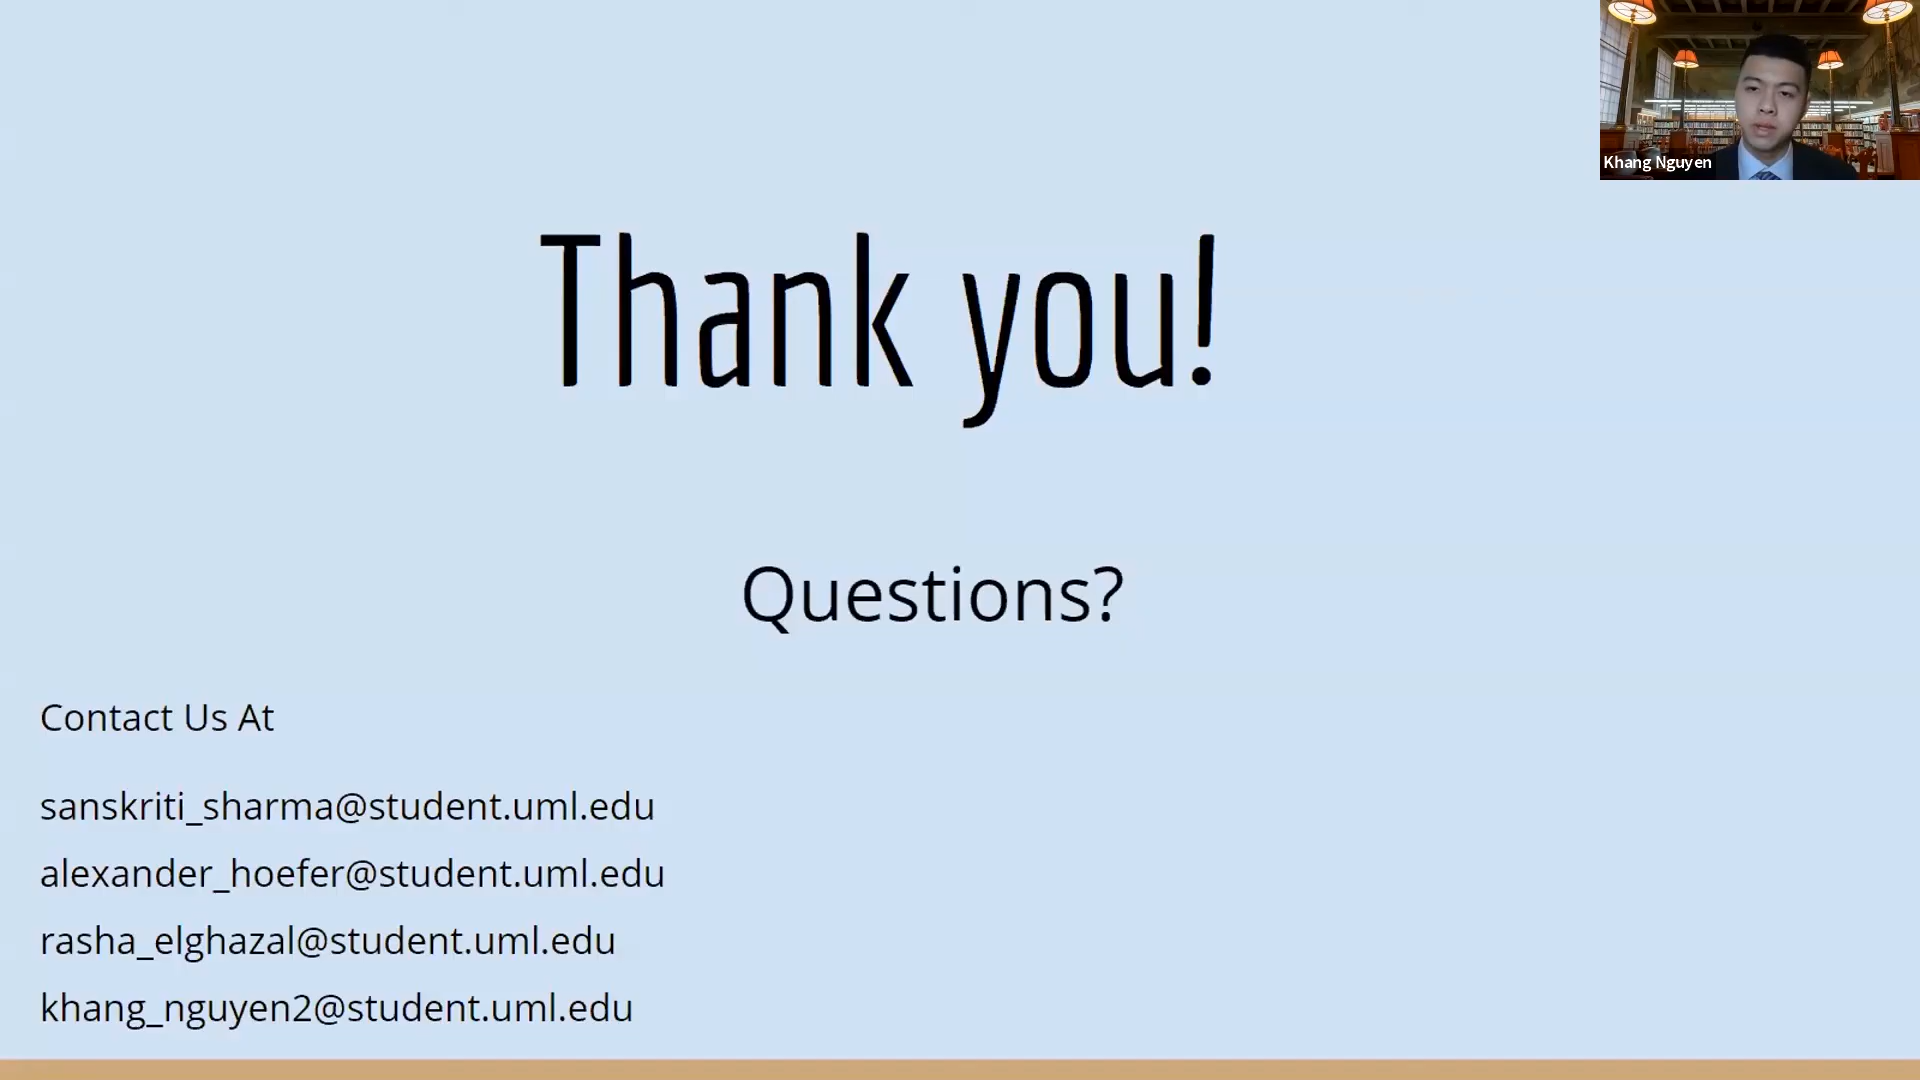 Khang Nguyen
Thank you!
Questions?
Contact Us At
sanskriti_sharma@student.uml.edu
alexander_hoefer@student.uml.edu
rasha_elghazal@student.uml.edu
khang_nguyen2@student.uml.edu